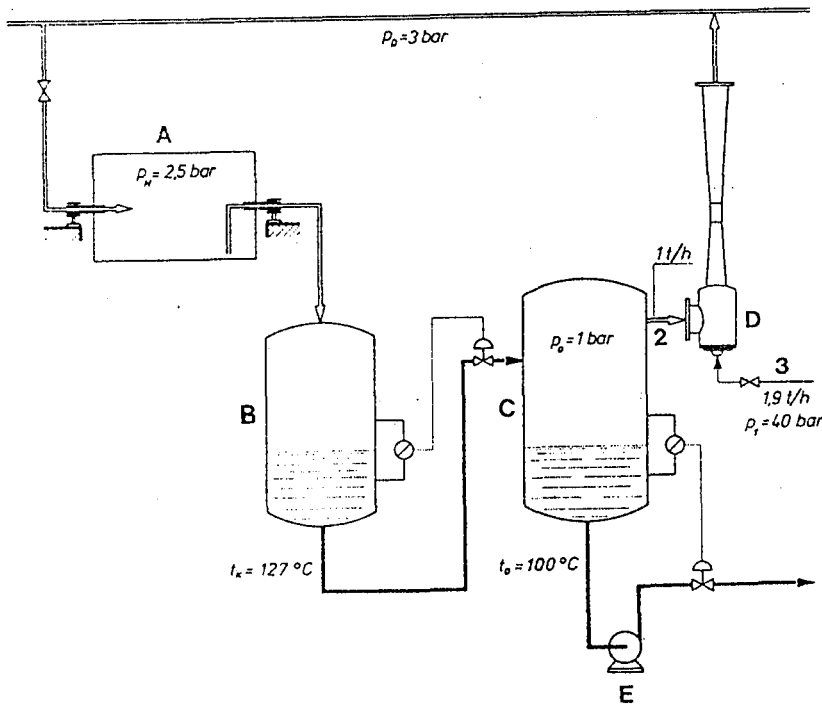 p_D = 3 bar
A
p_H = 2,5 bar
1 t/h
D
p_o = 1 bar
2
3
B
C
1,9 t/h
p_1 = 40 bar
t_K = 127 °C
t_o = 100 °C
E